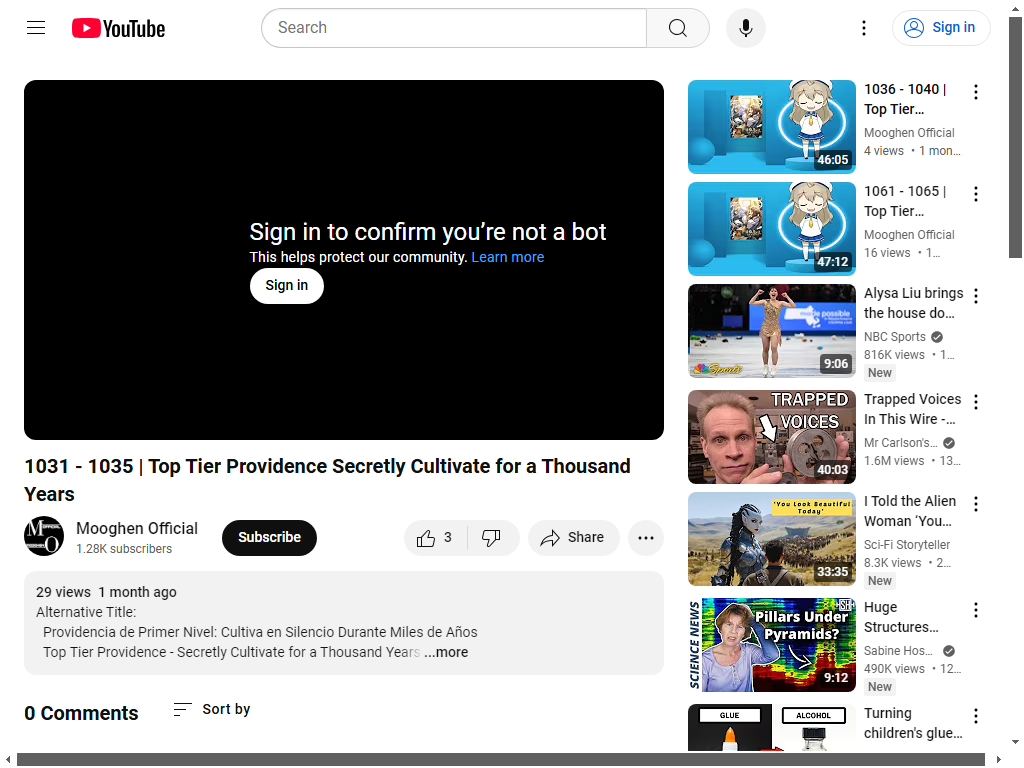 YouTube
Search
Sign in
Sign in to confirm you’re not a bot
This helps protect our community. Learn more
Sign in
1031 - 1035 | Top Tier Providence Secretly Cultivate for a Thousand
Years
Mooghen Official
1.28K subscribers
Subscribe
3
Share
29 views 1 month ago
Alternative Title:
Providencia de Primer Nivel: Cultiva en Silencio Durante Miles de Años
Top Tier Providence - Secretly Cultivate for a Thousand Years ...more
0 Comments
Sort by
46:05
1036 - 1040 |
Top Tier…
Mooghen Official
4 views • 1 mon…
47:12
1061 - 1065 |
Top Tier…
Mooghen Official
16 views • 1…
Sports
9:06
Alysa Liu brings
the house do…
NBC Sports
816K views • 1…
New
TRAPPED
VOICES
40:03
Trapped Voices
In This Wire -…
Mr Carlson's…
1.6M views • 13…
'You Look Beautiful
Today'
33:35
I Told the Alien
Woman ‘You…
Sci-Fi Storyteller
8.3K views • 2…
New
SCIENCE NEWS
Pillars Under
Pyramids?
9:12
Huge
Structures…
Sabine Hos…
490K views • 12…
New
GLUE
ALCOHOL
Turning
children's glue…